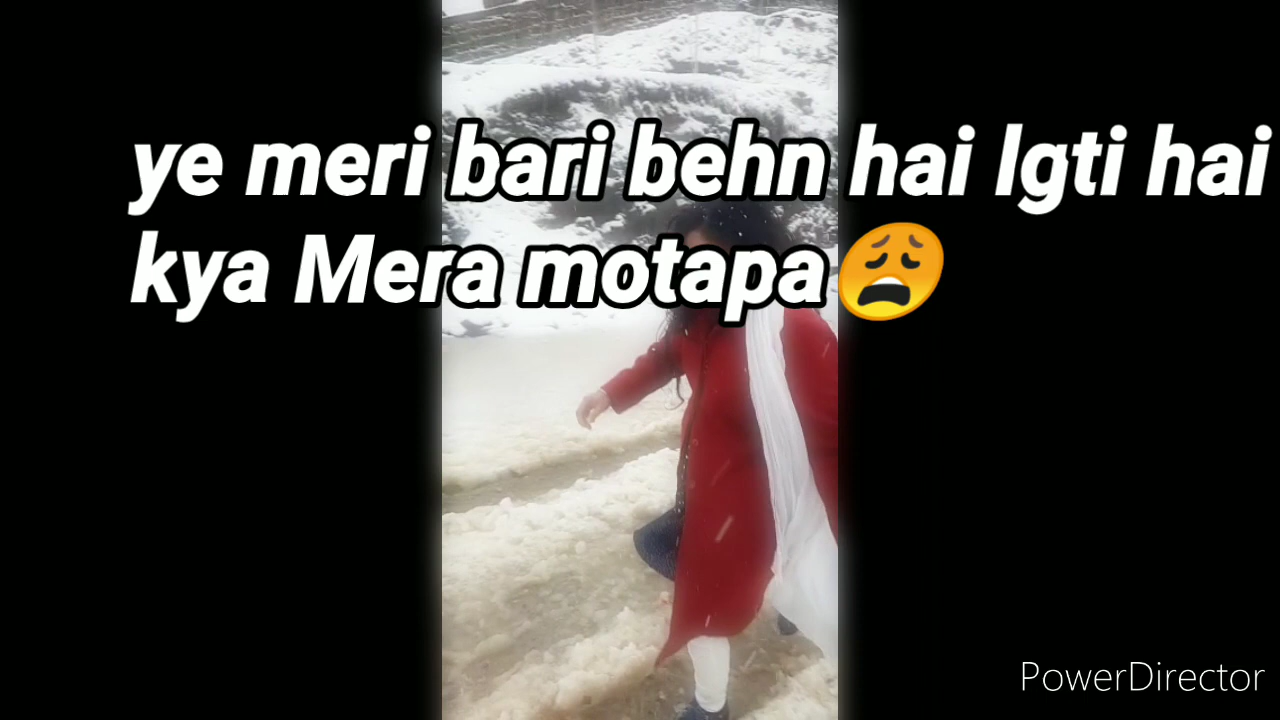 ye meri bari behn hai lgti hai
kya Mera motapa😩
PowerDirector